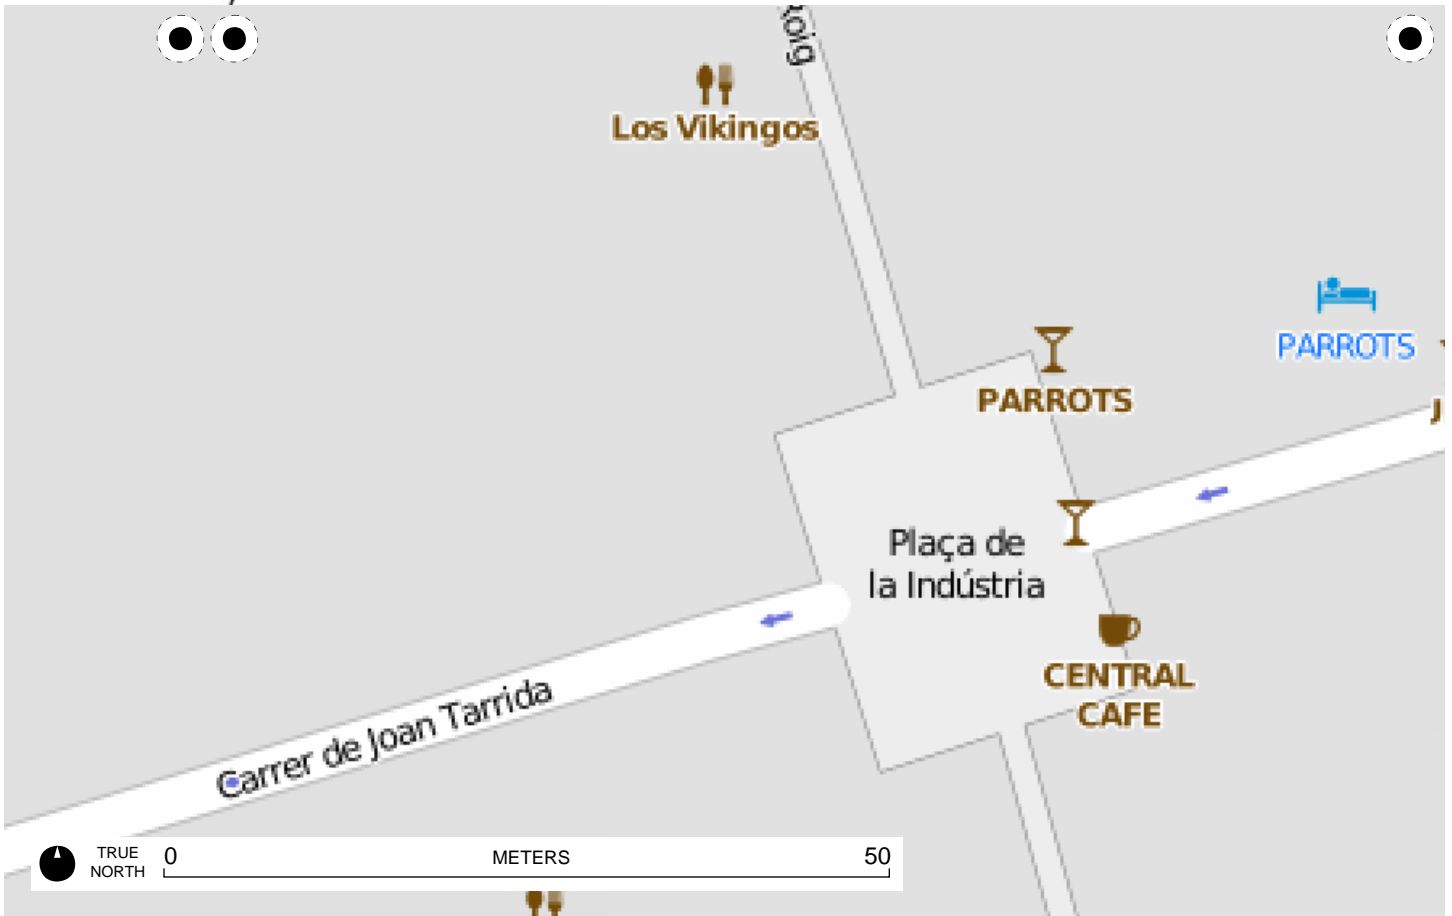 Los Vikingos
PARROTS
PARROTS
Plaça de
la Indústria
CENTRAL
CAFE
Carrer de Joan Tarrida
TRUE
NORTH
0
METERS
50